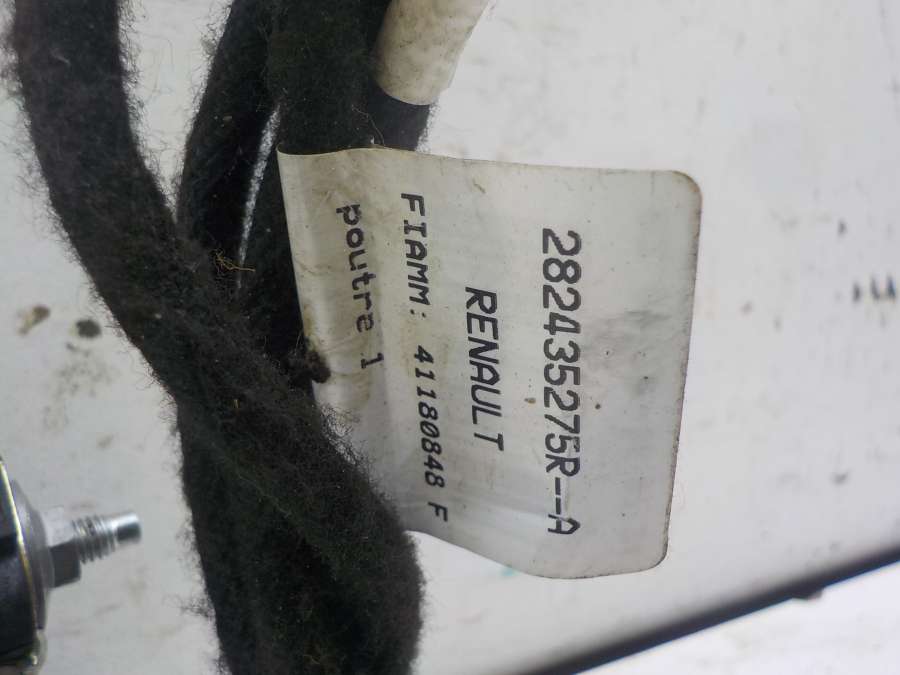 282435275R--A
RENAULT
FIAMM: 41180848 F
poutre 1